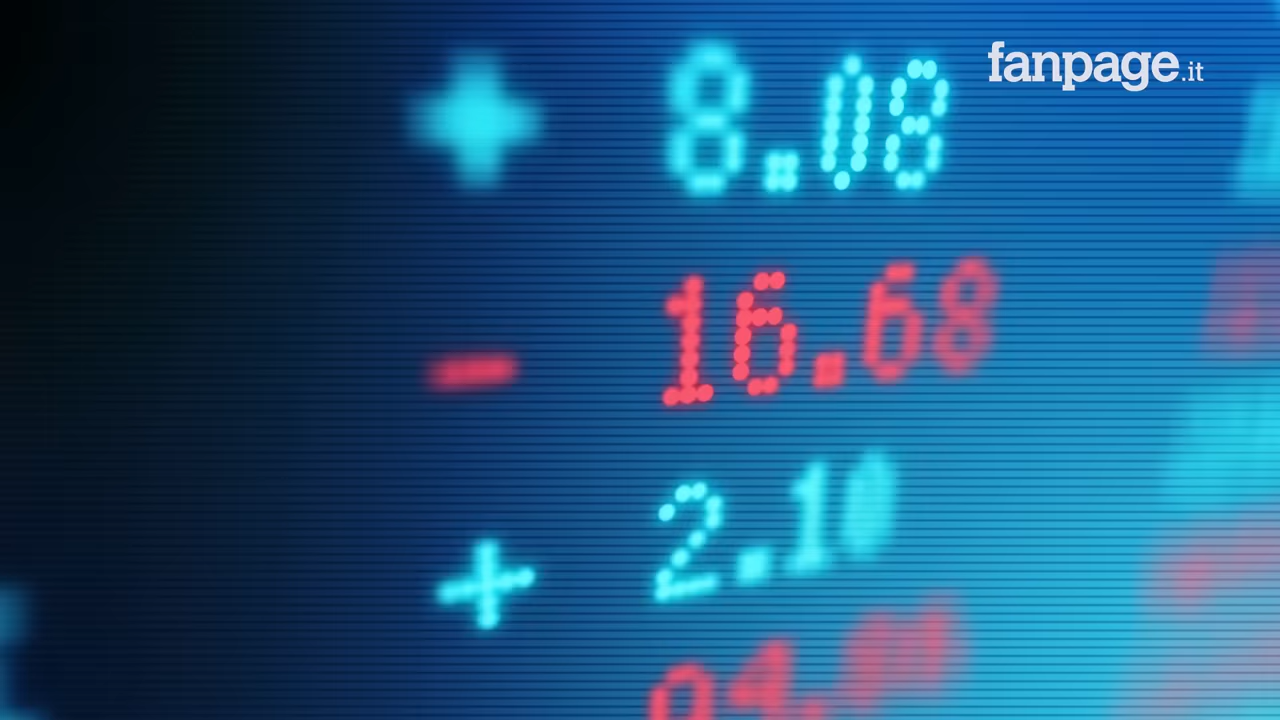 fanpage.it
+ 8.08
- 16.68
+ 2.10